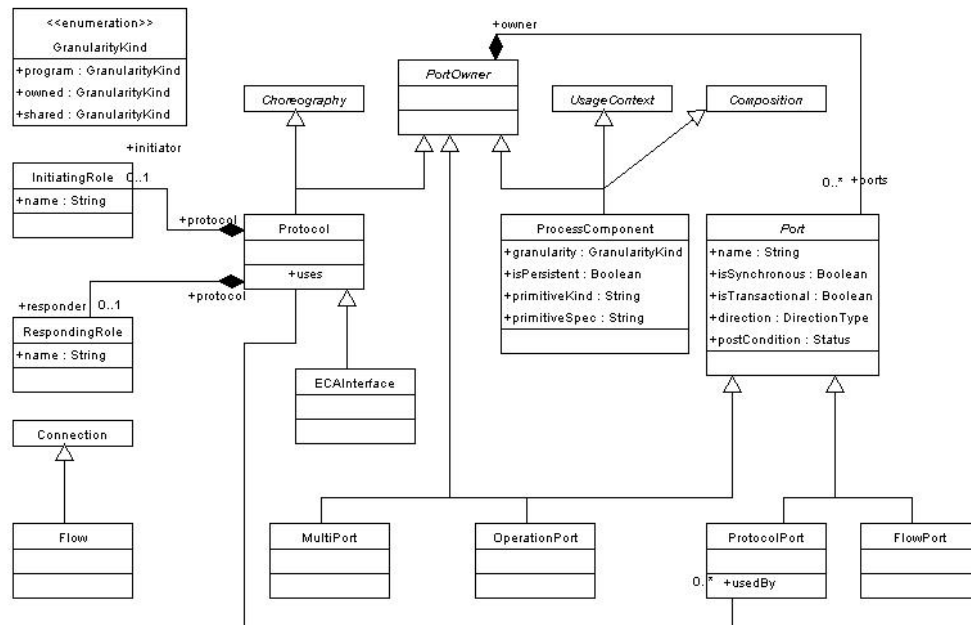 <<enumeration>>
GranularityKind
+program : GranularityKind
+owned : GranularityKind
+shared : GranularityKind
+owner
PortOwner
Choreography
UsageContext
Composition
+initiator
0..1
InitiatingRole
+name : String
+protocol
Protocol
+uses
+protocol
+responder
0..1
RespondingRole
+name : String
ProcessComponent
+granularity : GranularityKind
+isPersistent : Boolean
+primitiveKind : String
+primitiveSpec : String
0..*
+ports
Port
+name : String
+isSynchronous : Boolean
+isTransactional : Boolean
+direction : DirectionType
+postCondition : Status
ECAInterface
Connection
Flow
MultiPort
OperationPort
ProtocolPort
0..*
+usedBy
FlowPort